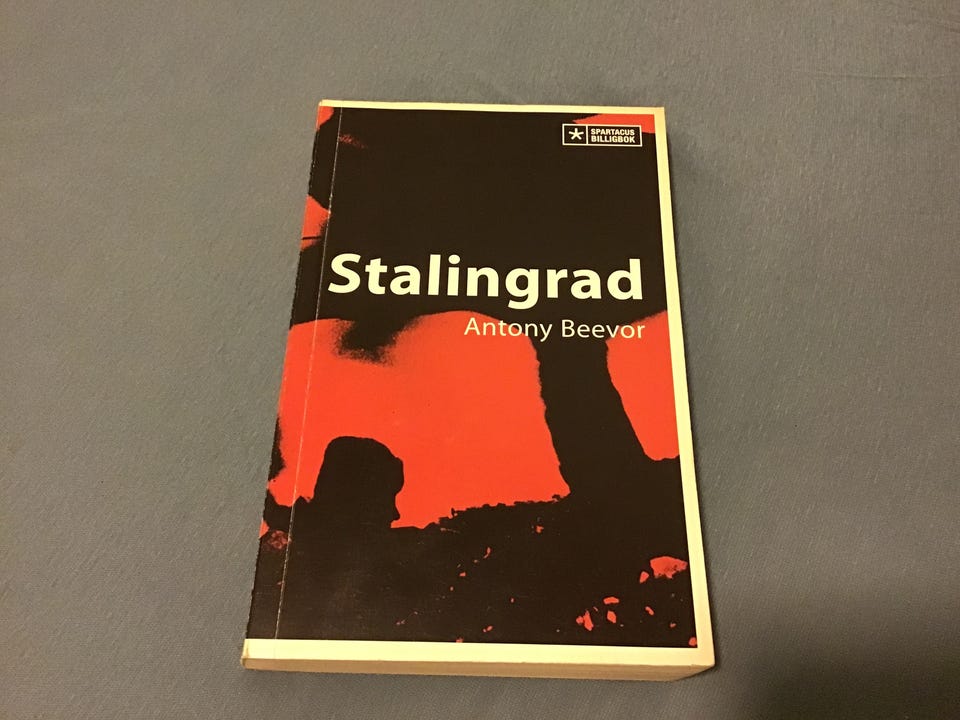 SPARTACUS
BILLIGBOK
Stalingrad
Antony Beevor